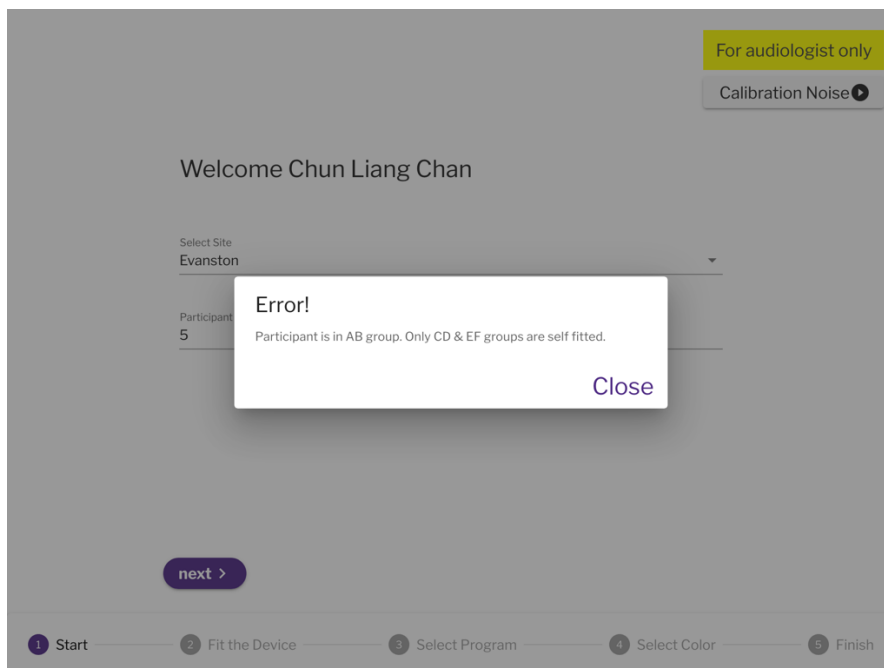 For audiologist only
Calibration Noise
Welcome Chun Liang Chan
Select Site
Evanston
Participant
5
Error!
Participant is in AB group. Only CD & EF groups are self fitted.
Close
next
1 Start 2 Fit the Device 3 Select Program 4 Select Color 5 Finish